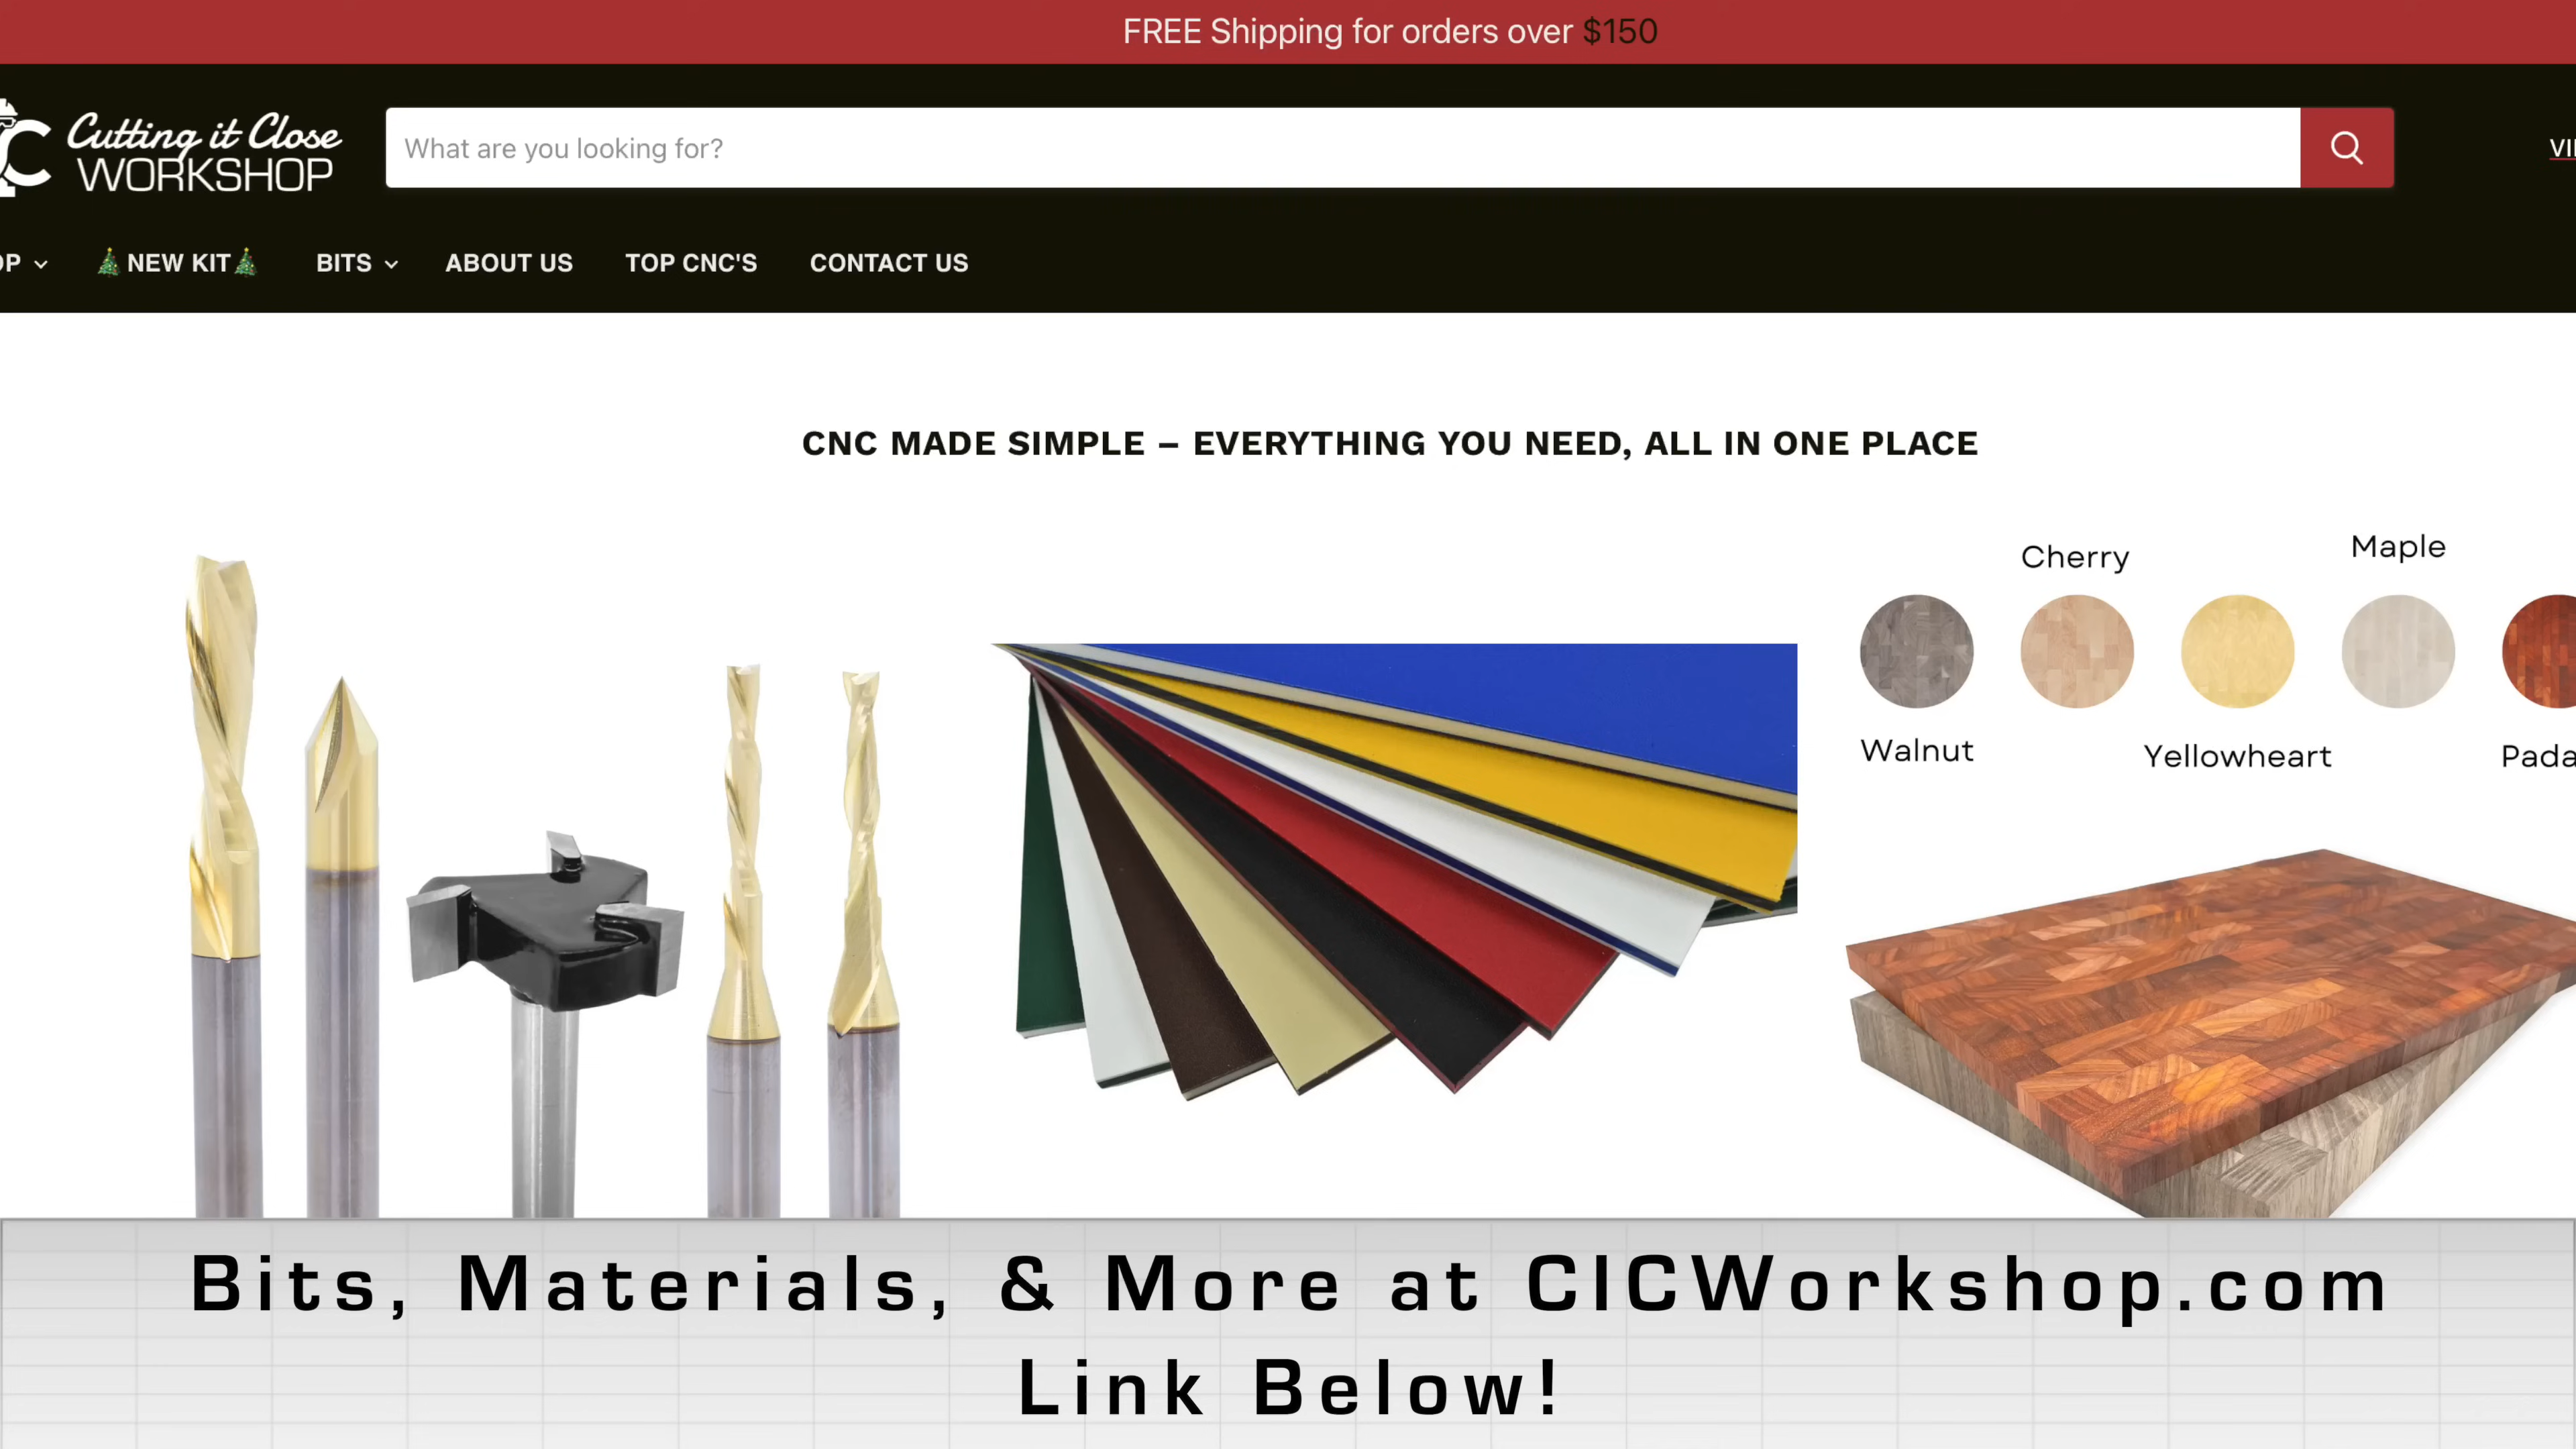 FREE Shipping for orders over $150
Cutting it Close
WORKSHOP
What are you looking for?
NEW KIT BITS ABOUT US TOP CNC'S CONTACT US
CNC MADE SIMPLE – EVERYTHING YOU NEED, ALL IN ONE PLACE
Cherry Maple
Walnut Yellowheart
Bits, Materials, & More at CICWorkshop.com
Link Below!